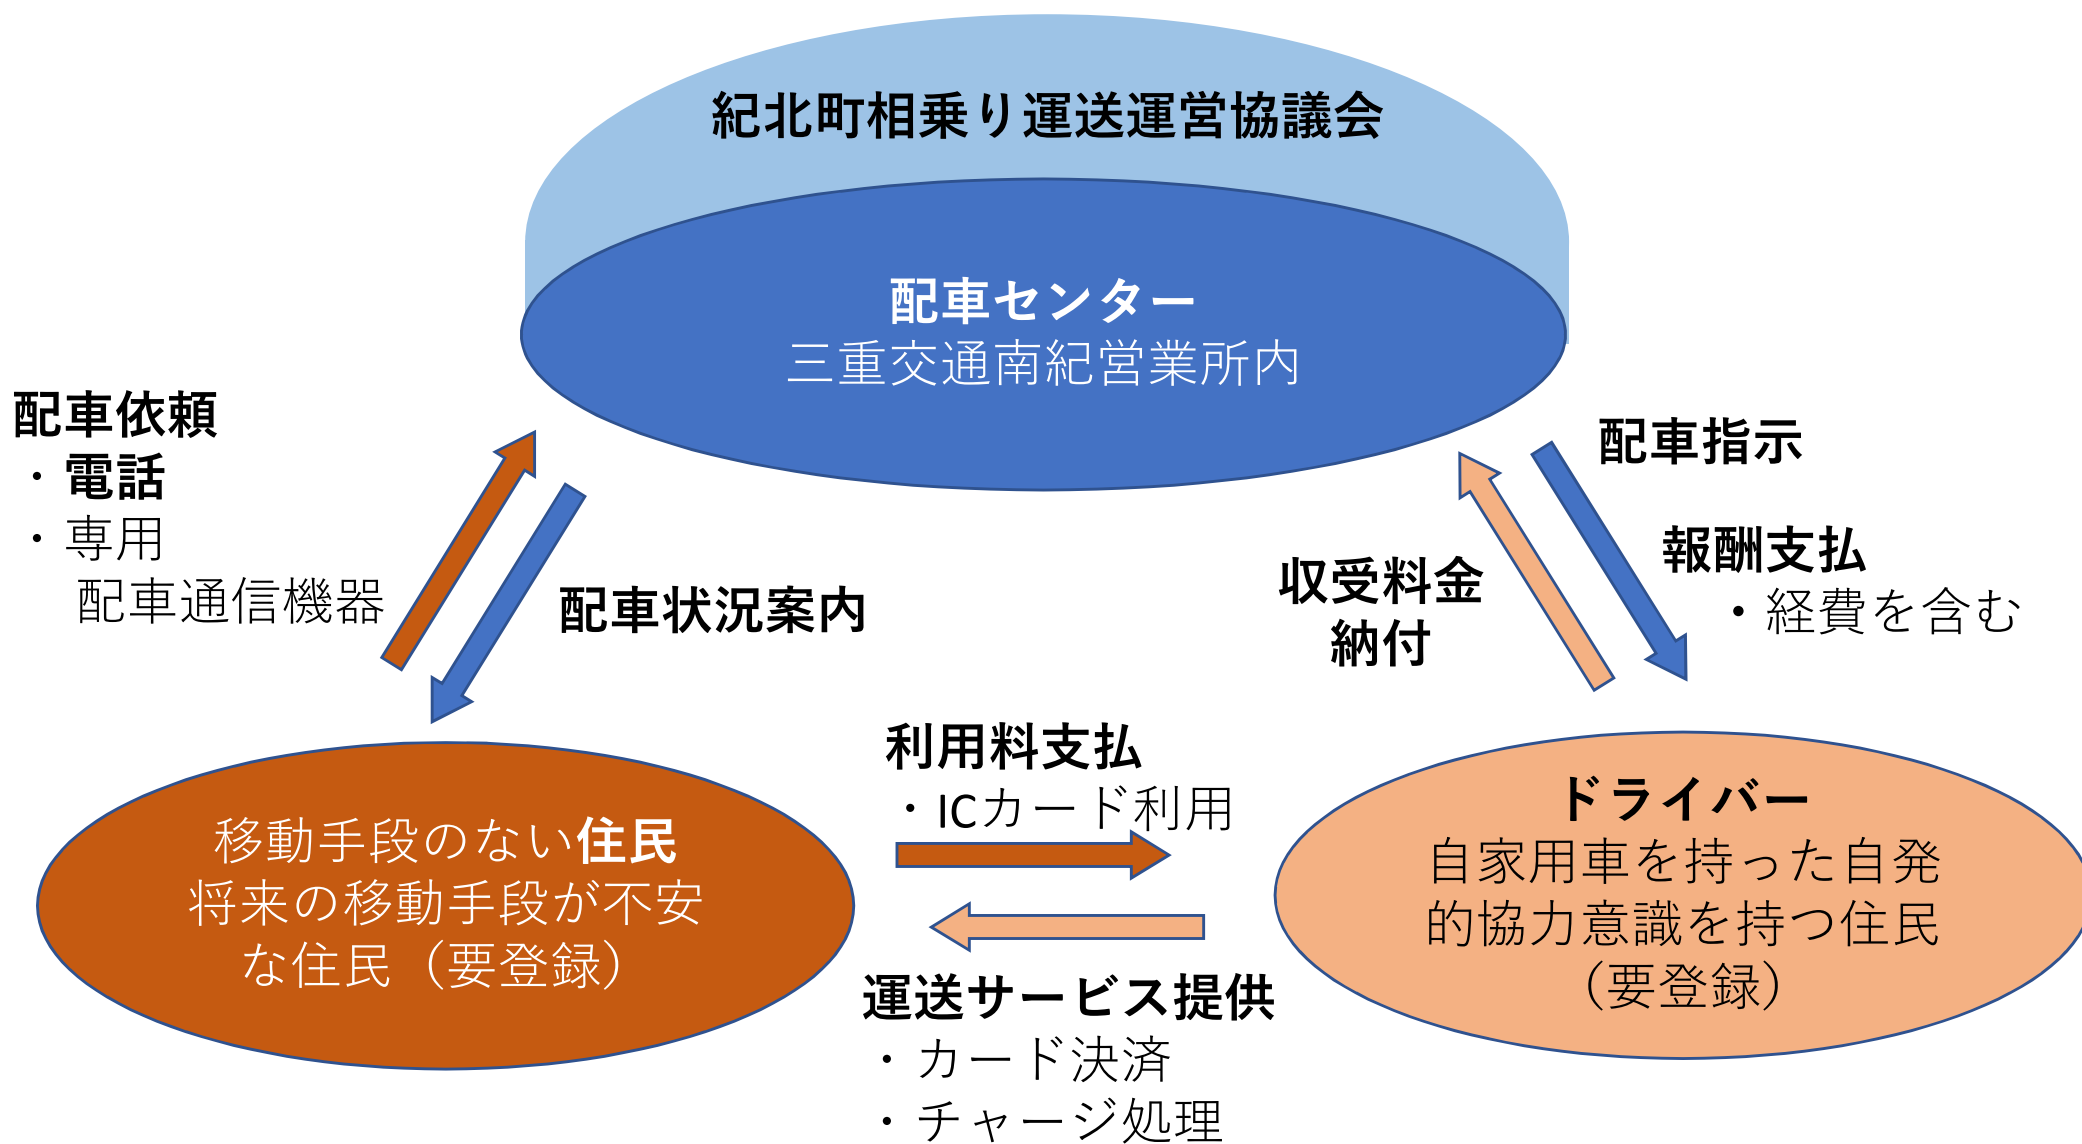 紀北町相乗り運送運営協議会
配車センター
三重交通南紀営業所内
配車依頼
・電話
・専用
配車通信機器
配車状況案内
配車指示
報酬支払
・経費を含む
収受料金
納付
利用料支払
・ICカード利用
運送サービス提供
・カード決済
・チャージ処理
移動手段のない住民
将来の移動手段が不安
な住民（要登録）
ドライバー
自家用車を持った自発
的協力意識を持つ住民
（要登録）